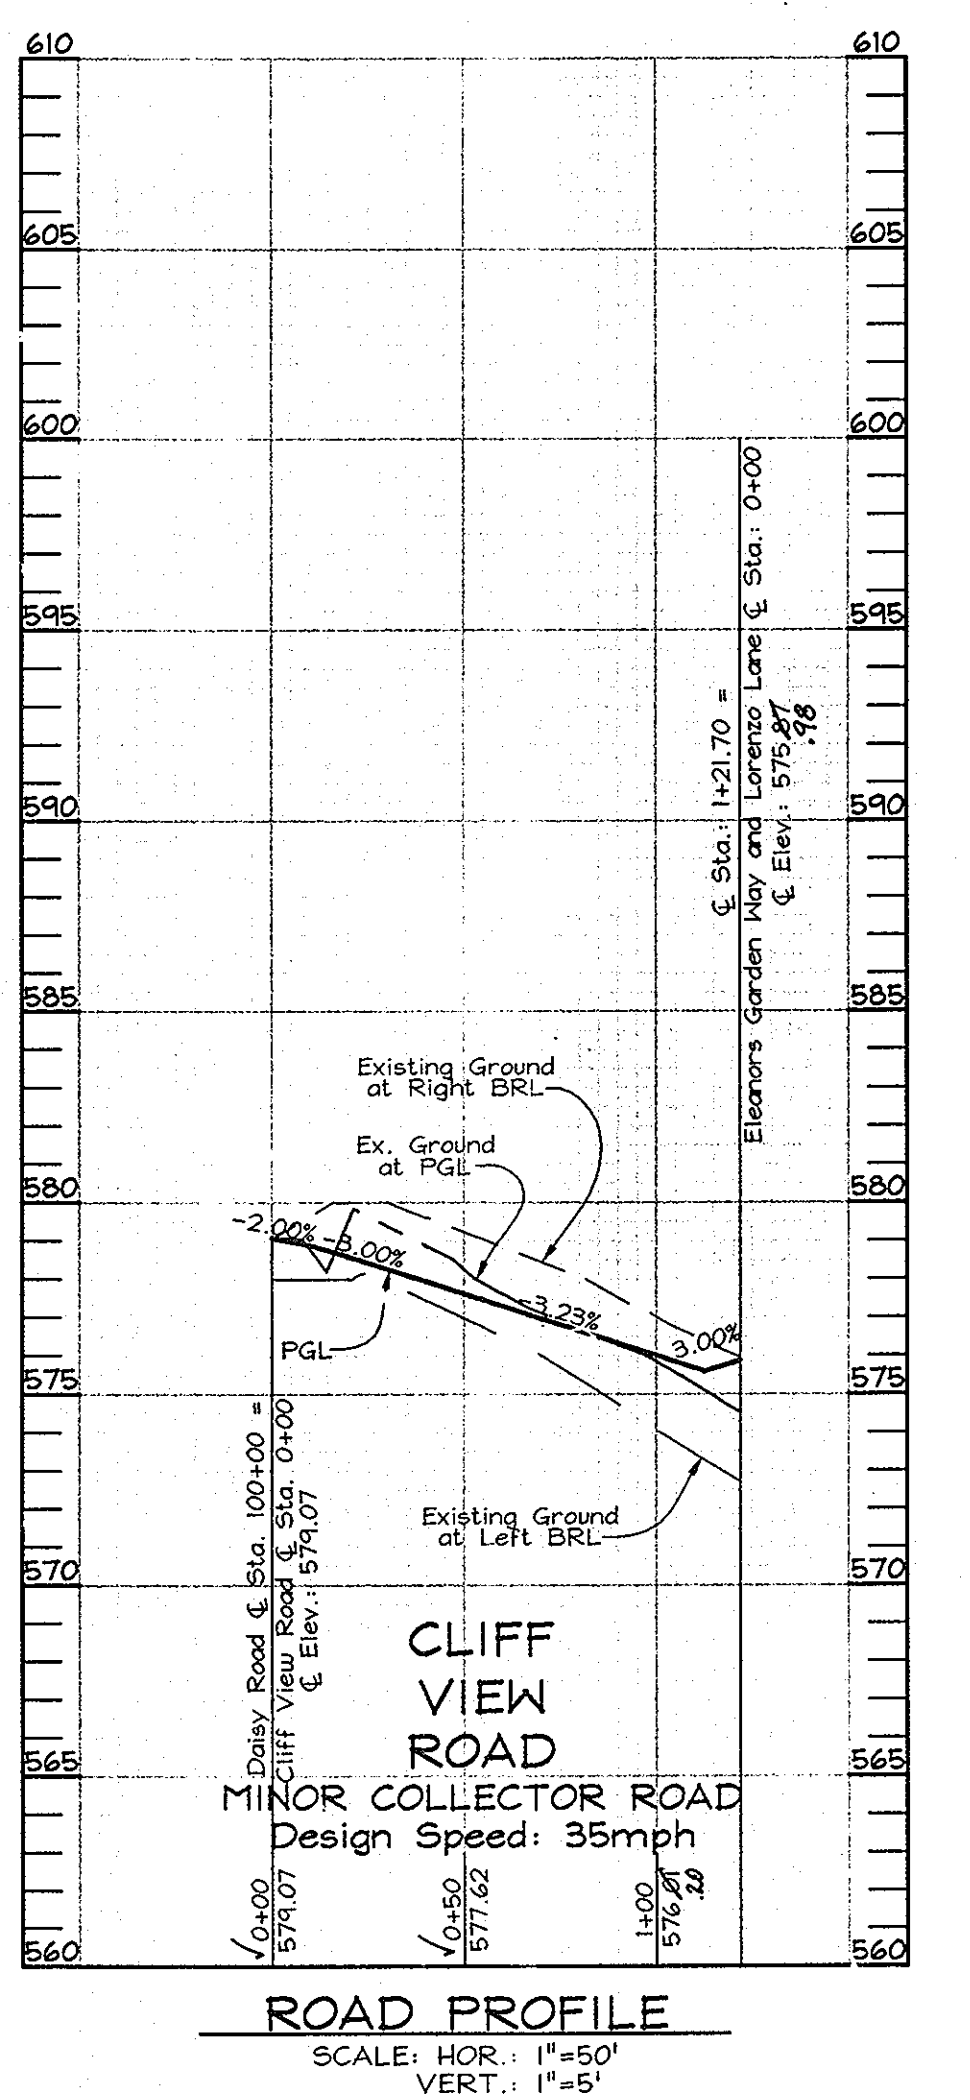 610 610
605 605
600 600
595 595
590 590
585 585
580 580
575 575
570 570
565 565
560 560
℄ Sta.: 1+21.70 =
Eleanors Garden Way and Lorenzo Lane ℄ Sta.: 0+00
℄ Elev.: 575.87
.98
Existing Ground
at Right BRL
Ex. Ground
at PGL
-2.00%
-3.00%
-3.23%
3.00%
PGL
Existing Ground
at Left BRL
Daisy Road ℄ Sta. 100+00 =
Cliff View Road ℄ Sta. 0+00
℄ Elev.: 579.07
CLIFF
VIEW
ROAD
MINOR COLLECTOR ROAD
Design Speed: 35mph
0+00
579.07
0+50
577.62
1+00
576
.20
ROAD PROFILE
SCALE: HOR.: 1"=50'
VERT.: 1"=5'